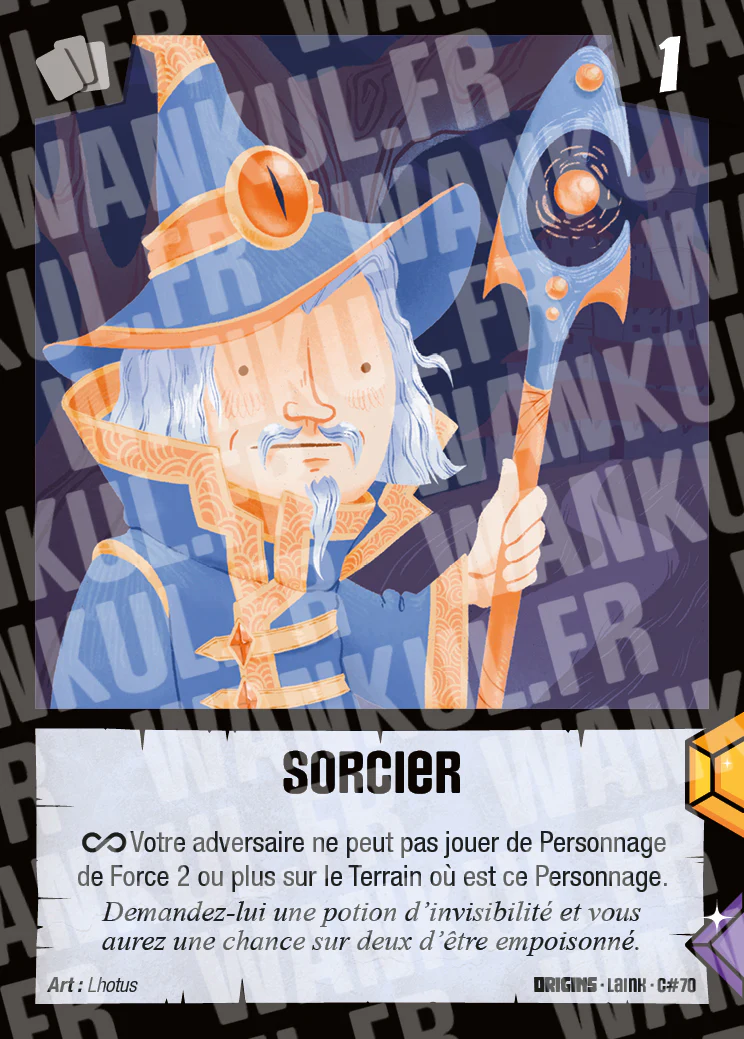 1
SORCIER
∞ Votre adversaire ne peut pas jouer de Personnage
de Force 2 ou plus sur le Terrain où est ce Personnage.
Demandez-lui une potion d’invisibilité et vous
aurez une chance sur deux d’être empoisonné.
Art : Lhotus
ORIGINS · LAINK · C#70
WANKUL.FR